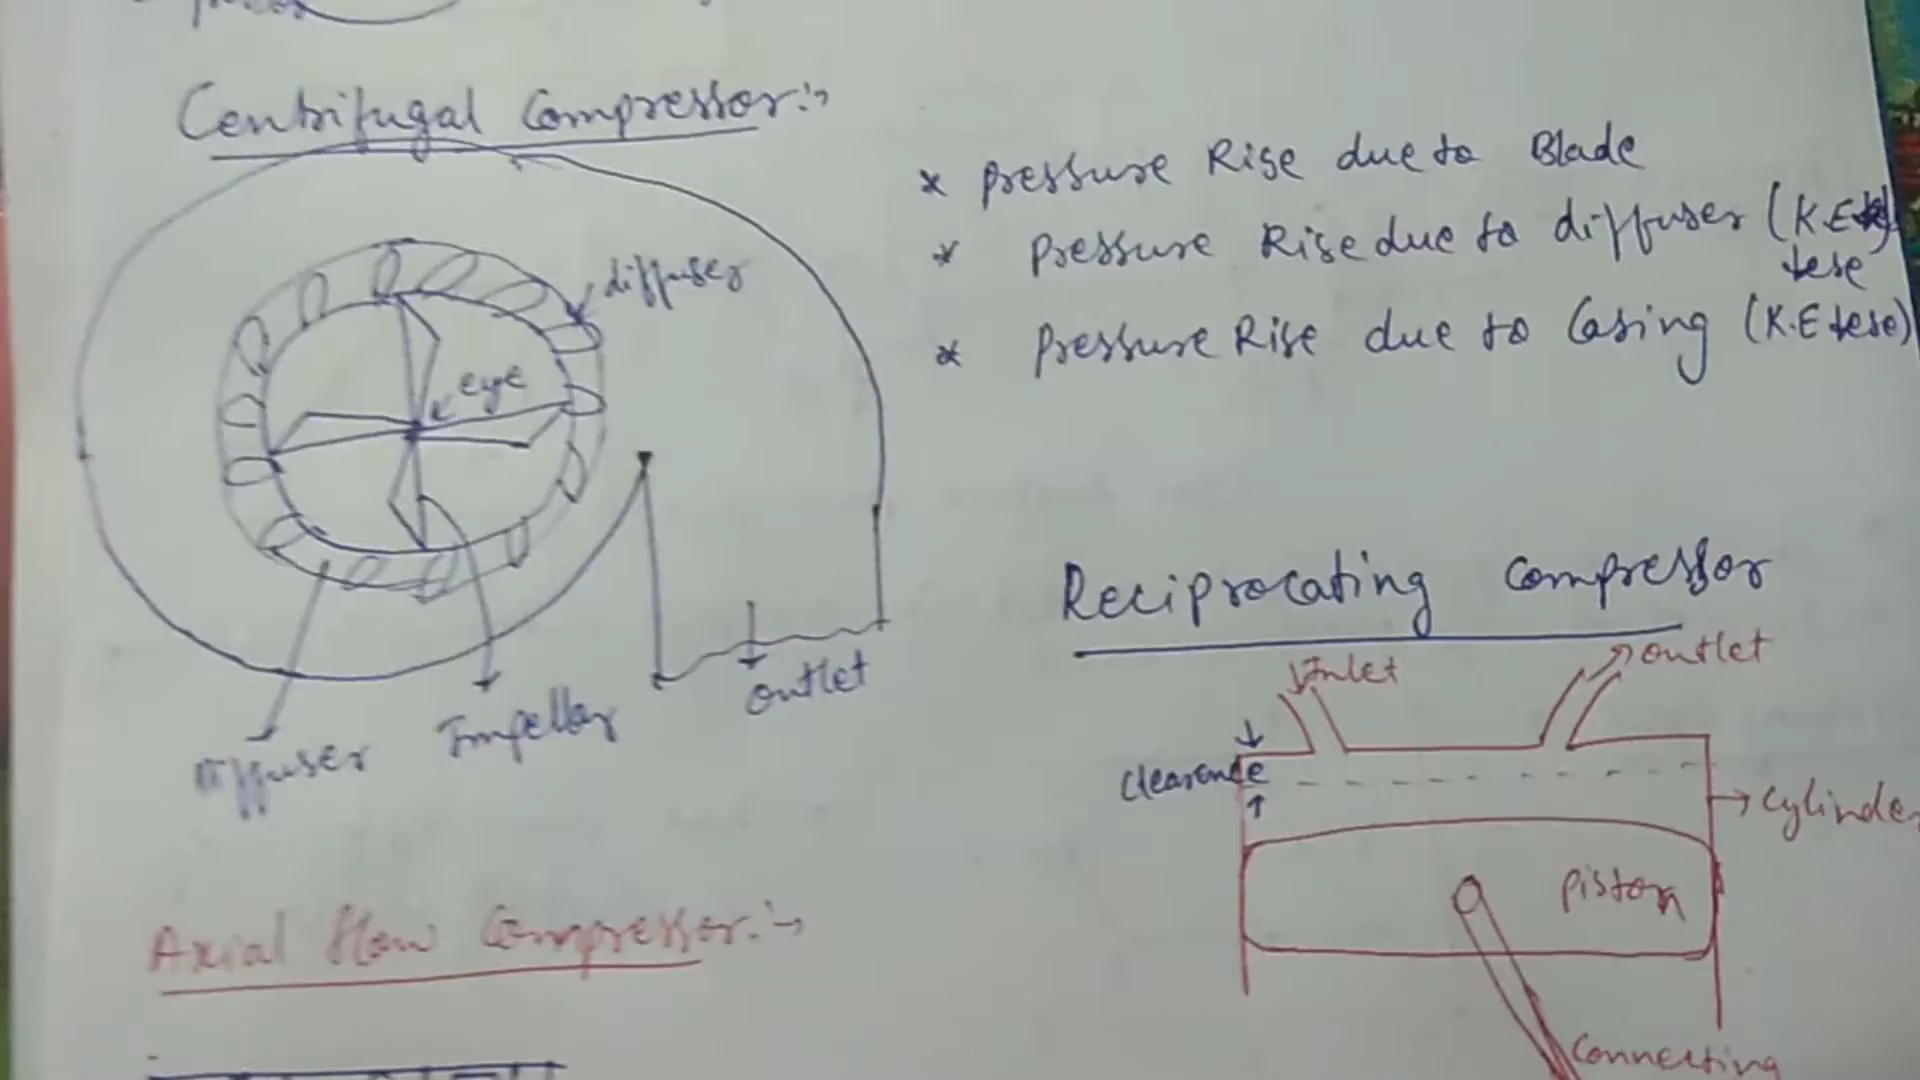 Centrifugal Compressor:-
* Pressure Rise due to Blade
* Pressure Rise due to diffuser (K.E
* Pressure Rise due to Casing (K.E
diffuser
eye
Diffuser
Impellor
outlet
Reciprocating compressor
Inlet
outlet
Clearence
cylinder
Piston
Connecting
Axial flow Compressor:-